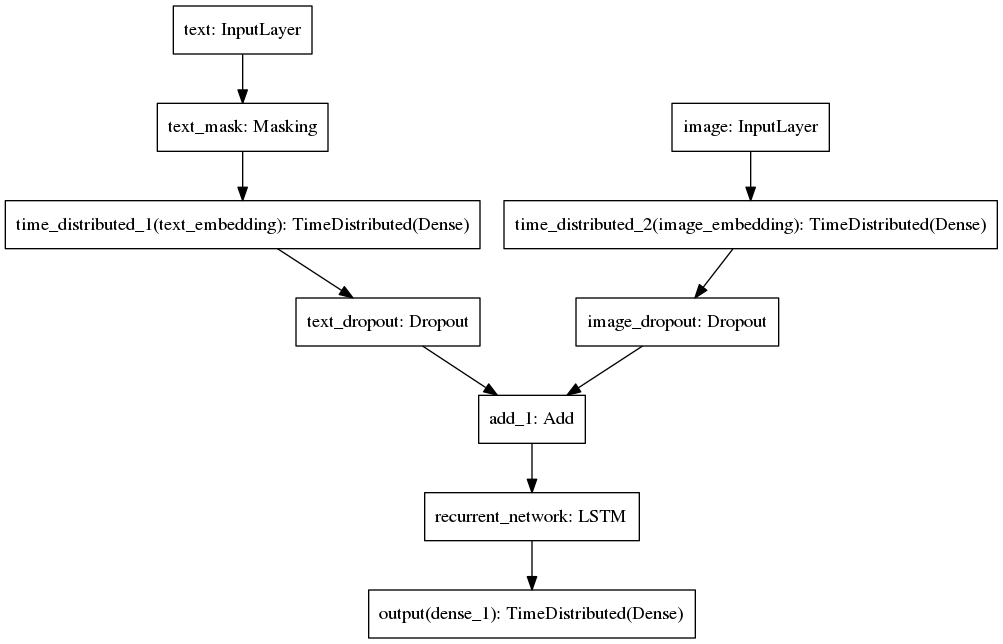 text: InputLayer
text_mask: Masking
image: InputLayer
time_distributed_1(text_embedding): TimeDistributed(Dense)
time_distributed_2(image_embedding): TimeDistributed(Dense)
text_dropout: Dropout
image_dropout: Dropout
add_1: Add
recurrent_network: LSTM
output(dense_1): TimeDistributed(Dense)